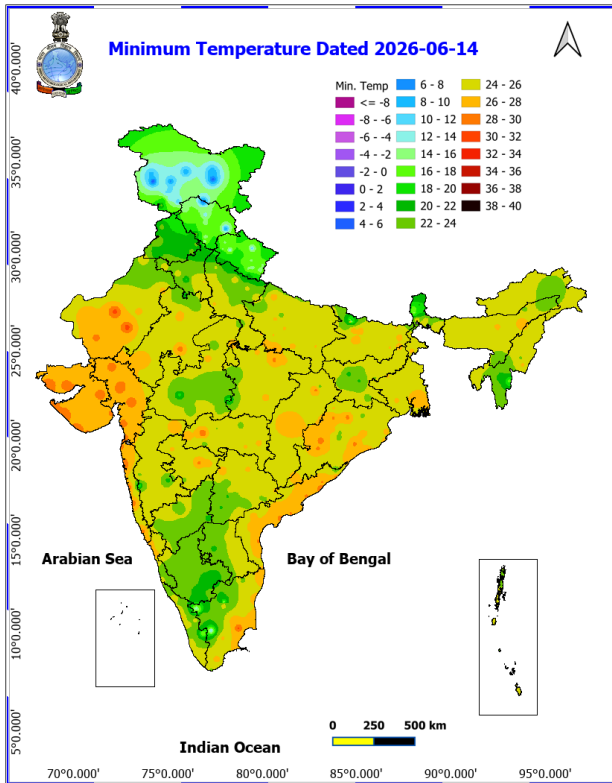 Minimum Temperature Dated 2026-06-14
Min. Temp
<= -8
-8 - -6
-6 - -4
-4 - -2
-2 - 0
0 - 2
2 - 4
4 - 6
6 - 8
8 - 10
10 - 12
12 - 14
14 - 16
16 - 18
18 - 20
20 - 22
22 - 24
24 - 26
26 - 28
28 - 30
30 - 32
32 - 34
34 - 36
36 - 38
38 - 40
40°0.000'
35°0.000'
30°0.000'
25°0.000'
20°0.000'
15°0.000'
10°0.000'
5°0.000'
Arabian Sea
Bay of Bengal
Indian Ocean
0 250 500 km
70°0.000' 75°0.000' 80°0.000' 85°0.000' 90°0.000' 95°0.000'